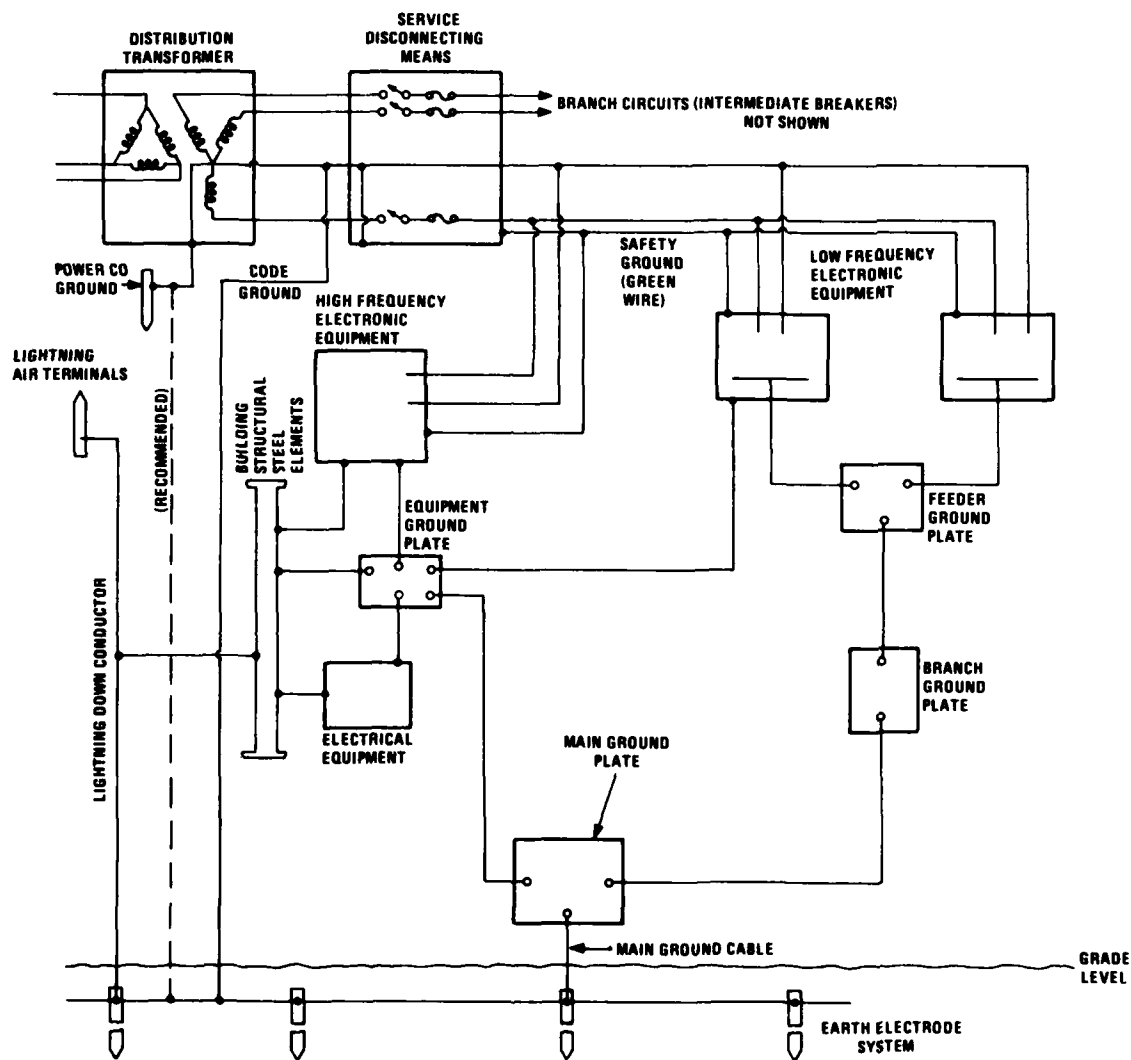 DISTRIBUTION
TRANSFORMER
SERVICE
DISCONNECTING
MEANS
BRANCH CIRCUITS (INTERMEDIATE BREAKERS)
NOT SHOWN
POWER CO
GROUND
CODE
GROUND
SAFETY
GROUND
(GREEN
WIRE)
LOW FREQUENCY
ELECTRONIC
EQUIPMENT
HIGH FREQUENCY
ELECTRONIC
EQUIPMENT
LIGHTNING
AIR TERMINALS
(RECOMMENDED)
BUILDING
STRUCTURAL
STEEL
ELEMENTS
EQUIPMENT
GROUND
PLATE
FEEDER
GROUND
PLATE
LIGHTNING DOWN CONDUCTOR
ELECTRICAL
EQUIPMENT
BRANCH
GROUND
PLATE
MAIN GROUND
PLATE
MAIN GROUND CABLE
GRADE
LEVEL
EARTH ELECTRODE
SYSTEM